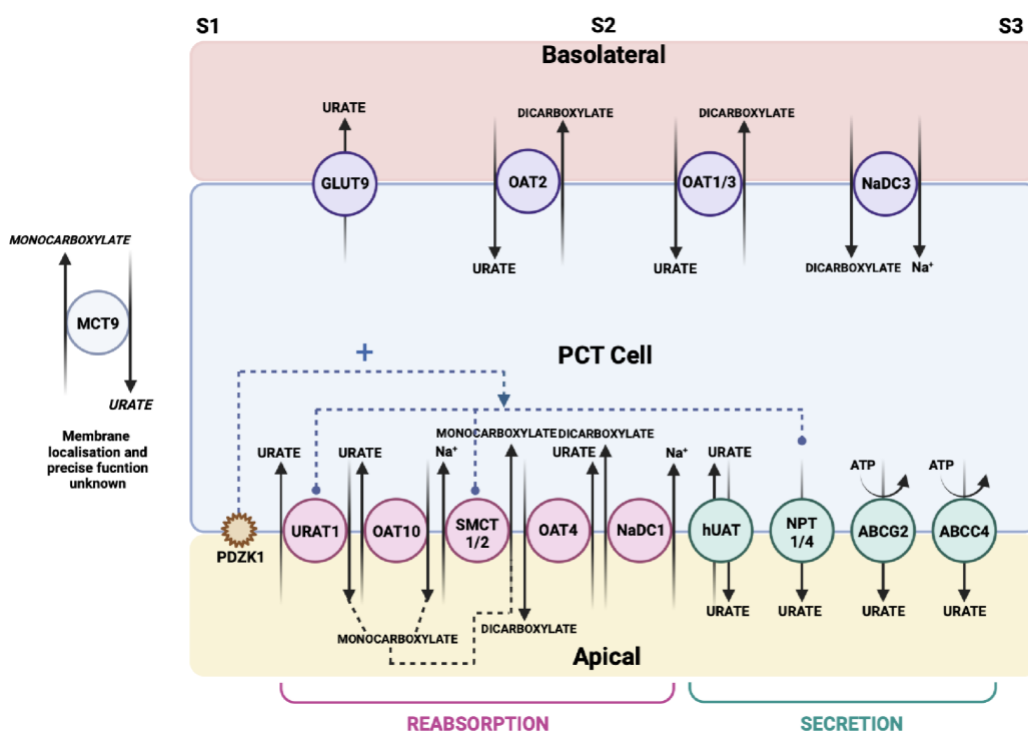 S1 S2 S3
Basolateral
URATE DICARBOXYLATE DICARBOXYLATE
GLUT9 OAT2 OAT1/3 NaDC3
URATE URATE DICARBOXYLATE Na⁺
MONOCARBOXYLATE
MCT9
URATE
Membrane
localisation and
precise fucntion
unknown
PCT Cell
+
MONOCARBOXYLATE DICARBOXYLATE
URATE URATE Na⁺ URATE Na⁺ URATE
ATP ATP
PDZK1
URAT1
OAT10
SMCT
1/2
OAT4
NaDC1
hUAT
NPT
1/4
ABCG2
ABCC4
MONOCARBOXYLATE DICARBOXYLATE
URATE URATE URATE URATE
Apical
REABSORPTION SECRETION